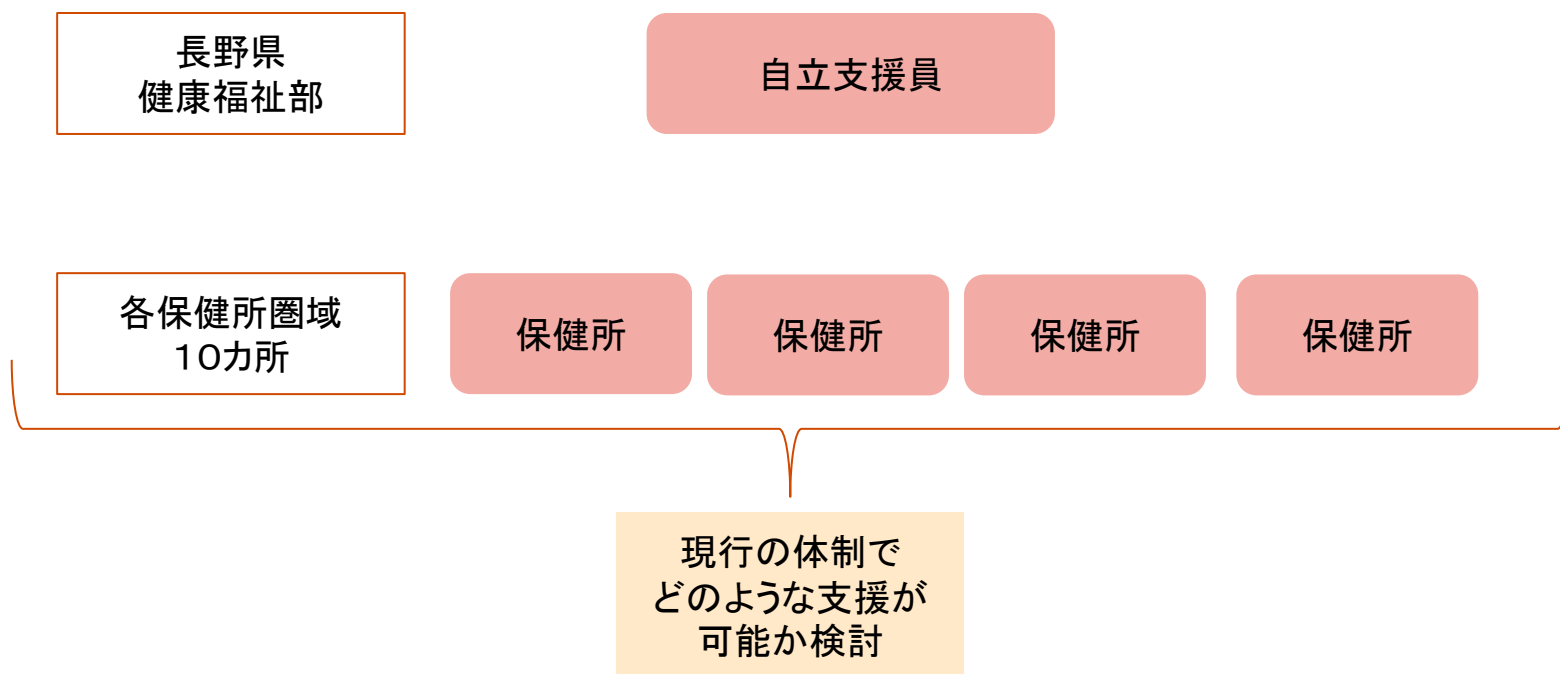 長野県
健康福祉部
自立支援員
各保健所圏域
10カ所
保健所
保健所
保健所
保健所
現行の体制で
どのような支援が
可能か検討